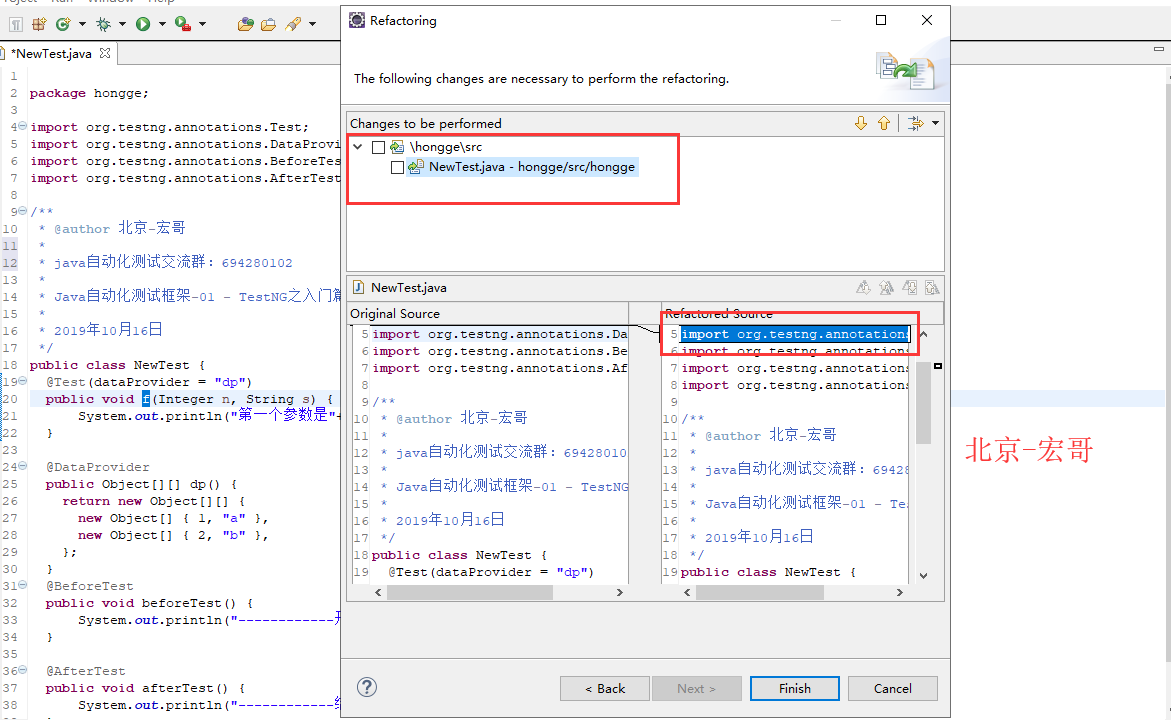 Project Run Window Help
*NewTest.java
1
2 package hongge;
3
4 import org.testng.annotations.Test;
5 import org.testng.annotations.DataProvi
6 import org.testng.annotations.BeforeTes
7 import org.testng.annotations.AfterTest
8
9 /**
10 * @author 北京-宏哥
11 *
12 * java自动化测试交流群：694280102
13 *
14 * Java自动化测试框架-01 - TestNG之入门篇
15 *
16 * 2019年10月16日
17 */
18 public class NewTest {
19 @Test(dataProvider = "dp")
20 public void f(Integer n, String s) {
21 System.out.println("第一个参数是"+
22 }
23
24 @DataProvider
25 public Object[][] dp() {
26 return new Object[][] {
27 new Object[] { 1, "a" },
28 new Object[] { 2, "b" },
29 };
30 }
31 @BeforeTest
32 public void beforeTest() {
33 System.out.println("------------开
34 }
35
36 @AfterTest
37 public void afterTest() {
38 System.out.println("------------结
Refactoring
The following changes are necessary to perform the refactoring.
Changes to be performed
\hongge\src
NewTest.java - hongge/src/hongge
NewTest.java
Original Source
5 import org.testng.annotations.Da
6 import org.testng.annotations.Be
7 import org.testng.annotations.Af
8
9 /**
10 * @author 北京-宏哥
11 *
12 * java自动化测试交流群：69428010
13 *
14 * Java自动化测试框架-01 - TestNG
15 *
16 * 2019年10月16日
17 */
18 public class NewTest {
19 @Test(dataProvider = "dp")
Refactored Source
5 import org.testng.annotations
6 import org.testng.annotations
7 import org.testng.annotations
8 import org.testng.annotations
9
10 /**
11 * @author 北京-宏哥
12 *
13 * java自动化测试交流群：69428
14 *
15 * Java自动化测试框架-01 - Tes
16 *
17 * 2019年10月16日
18 */
19 public class NewTest {
? < Back Next > Finish Cancel
北京-宏哥